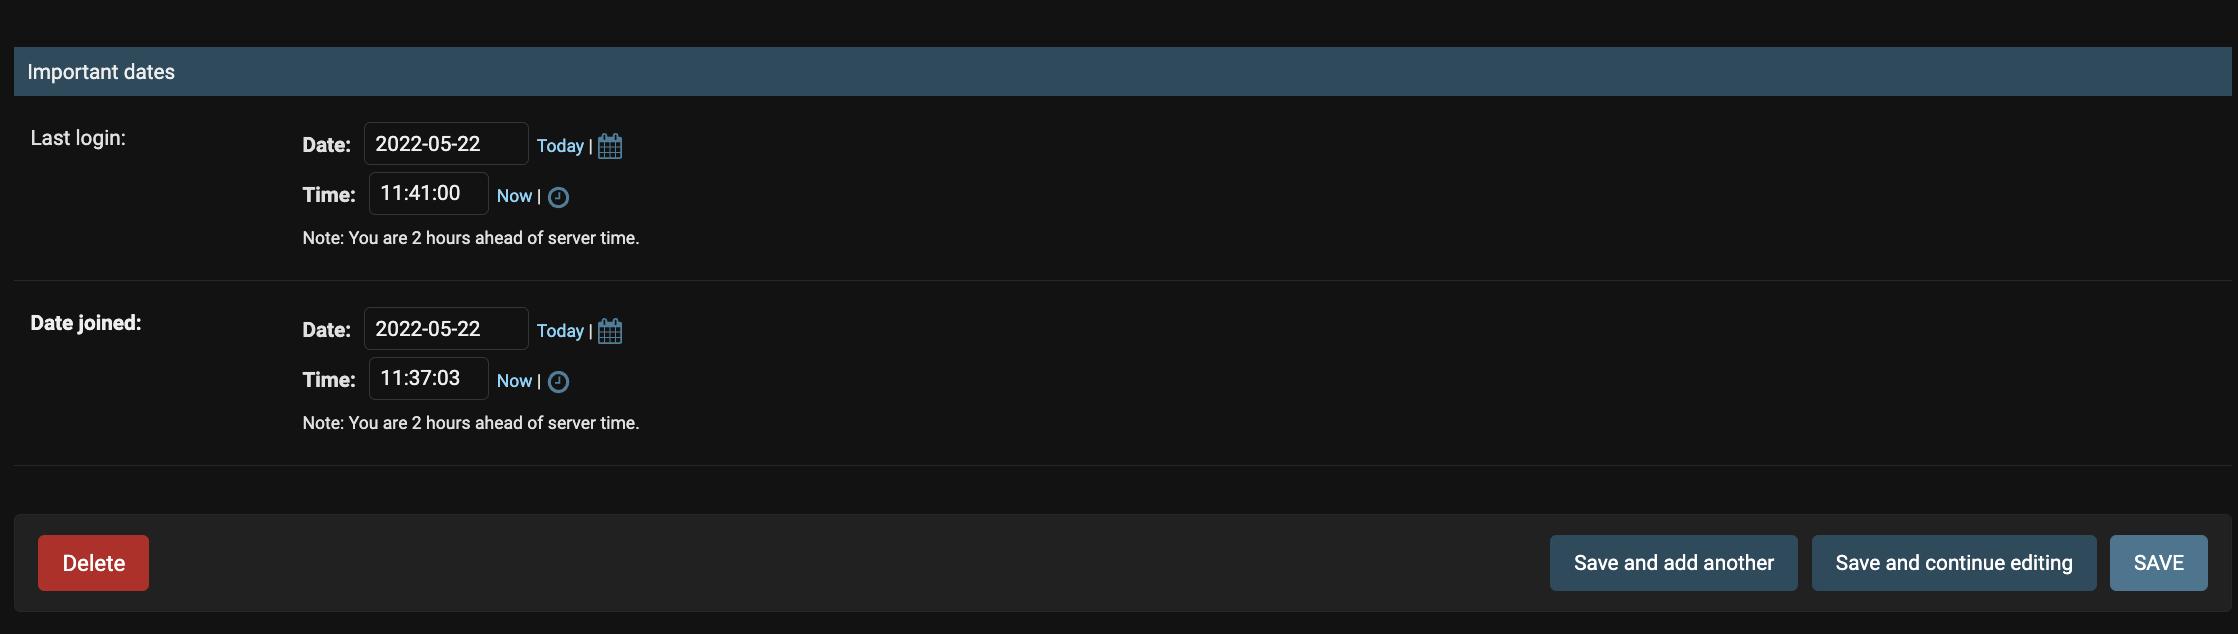 Important dates
Last login:
Date: 2022-05-22 Today |
Time: 11:41:00 Now |
Note: You are 2 hours ahead of server time.
Date joined:
Date: 2022-05-22 Today |
Time: 11:37:03 Now |
Note: You are 2 hours ahead of server time.
Delete Save and add another Save and continue editing SAVE